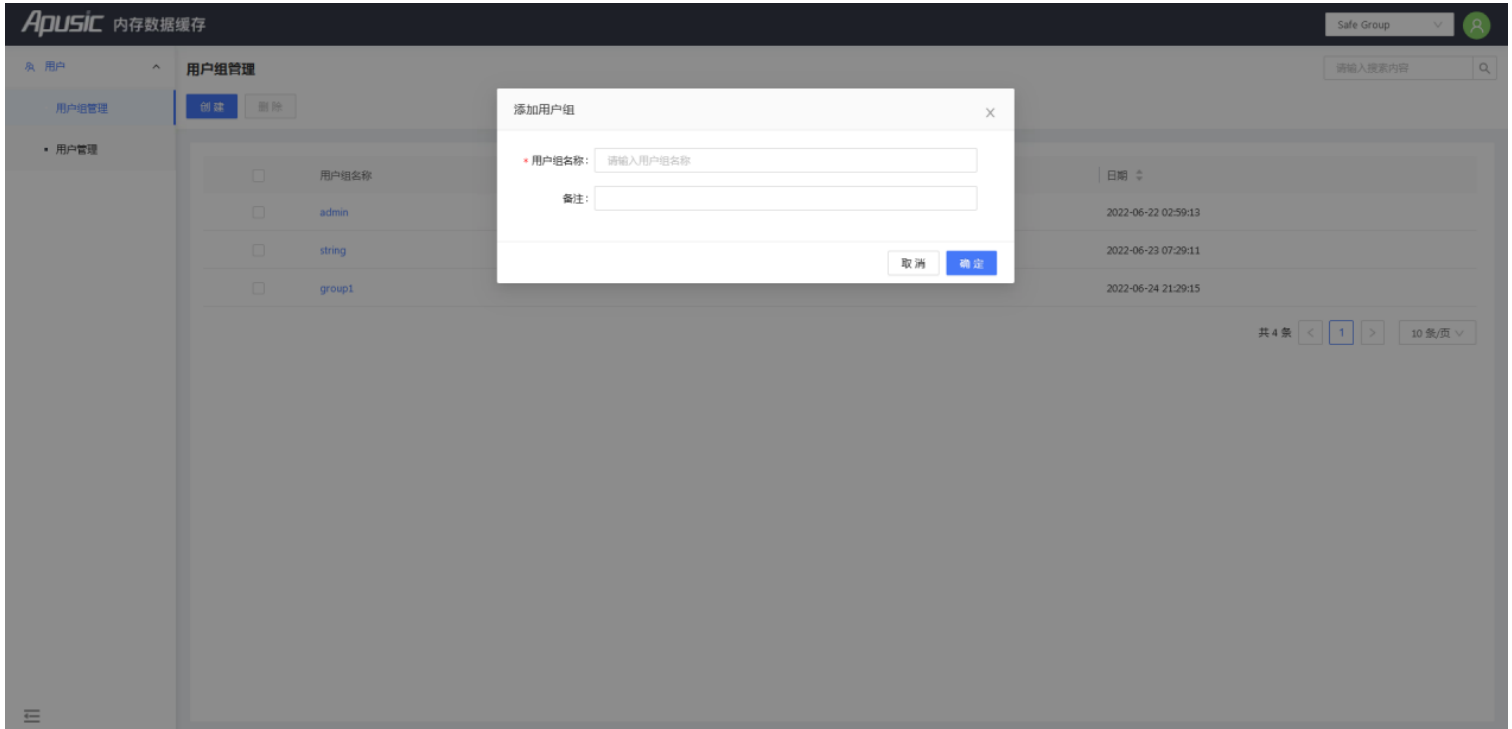 Apusic 内存数据缓存
Safe Group
用户
用户组管理
用户管理
用户组管理
请输入搜索内容
创建 删除
添加用户组
* 用户组名称： 请输入用户组名称
备注：
取消 确定
用户组名称 日期
admin 2022-06-22 02:59:13
string 2022-06-23 07:29:11
group1 2022-06-24 21:29:15
共 4 条 < 1 > 10 条/页